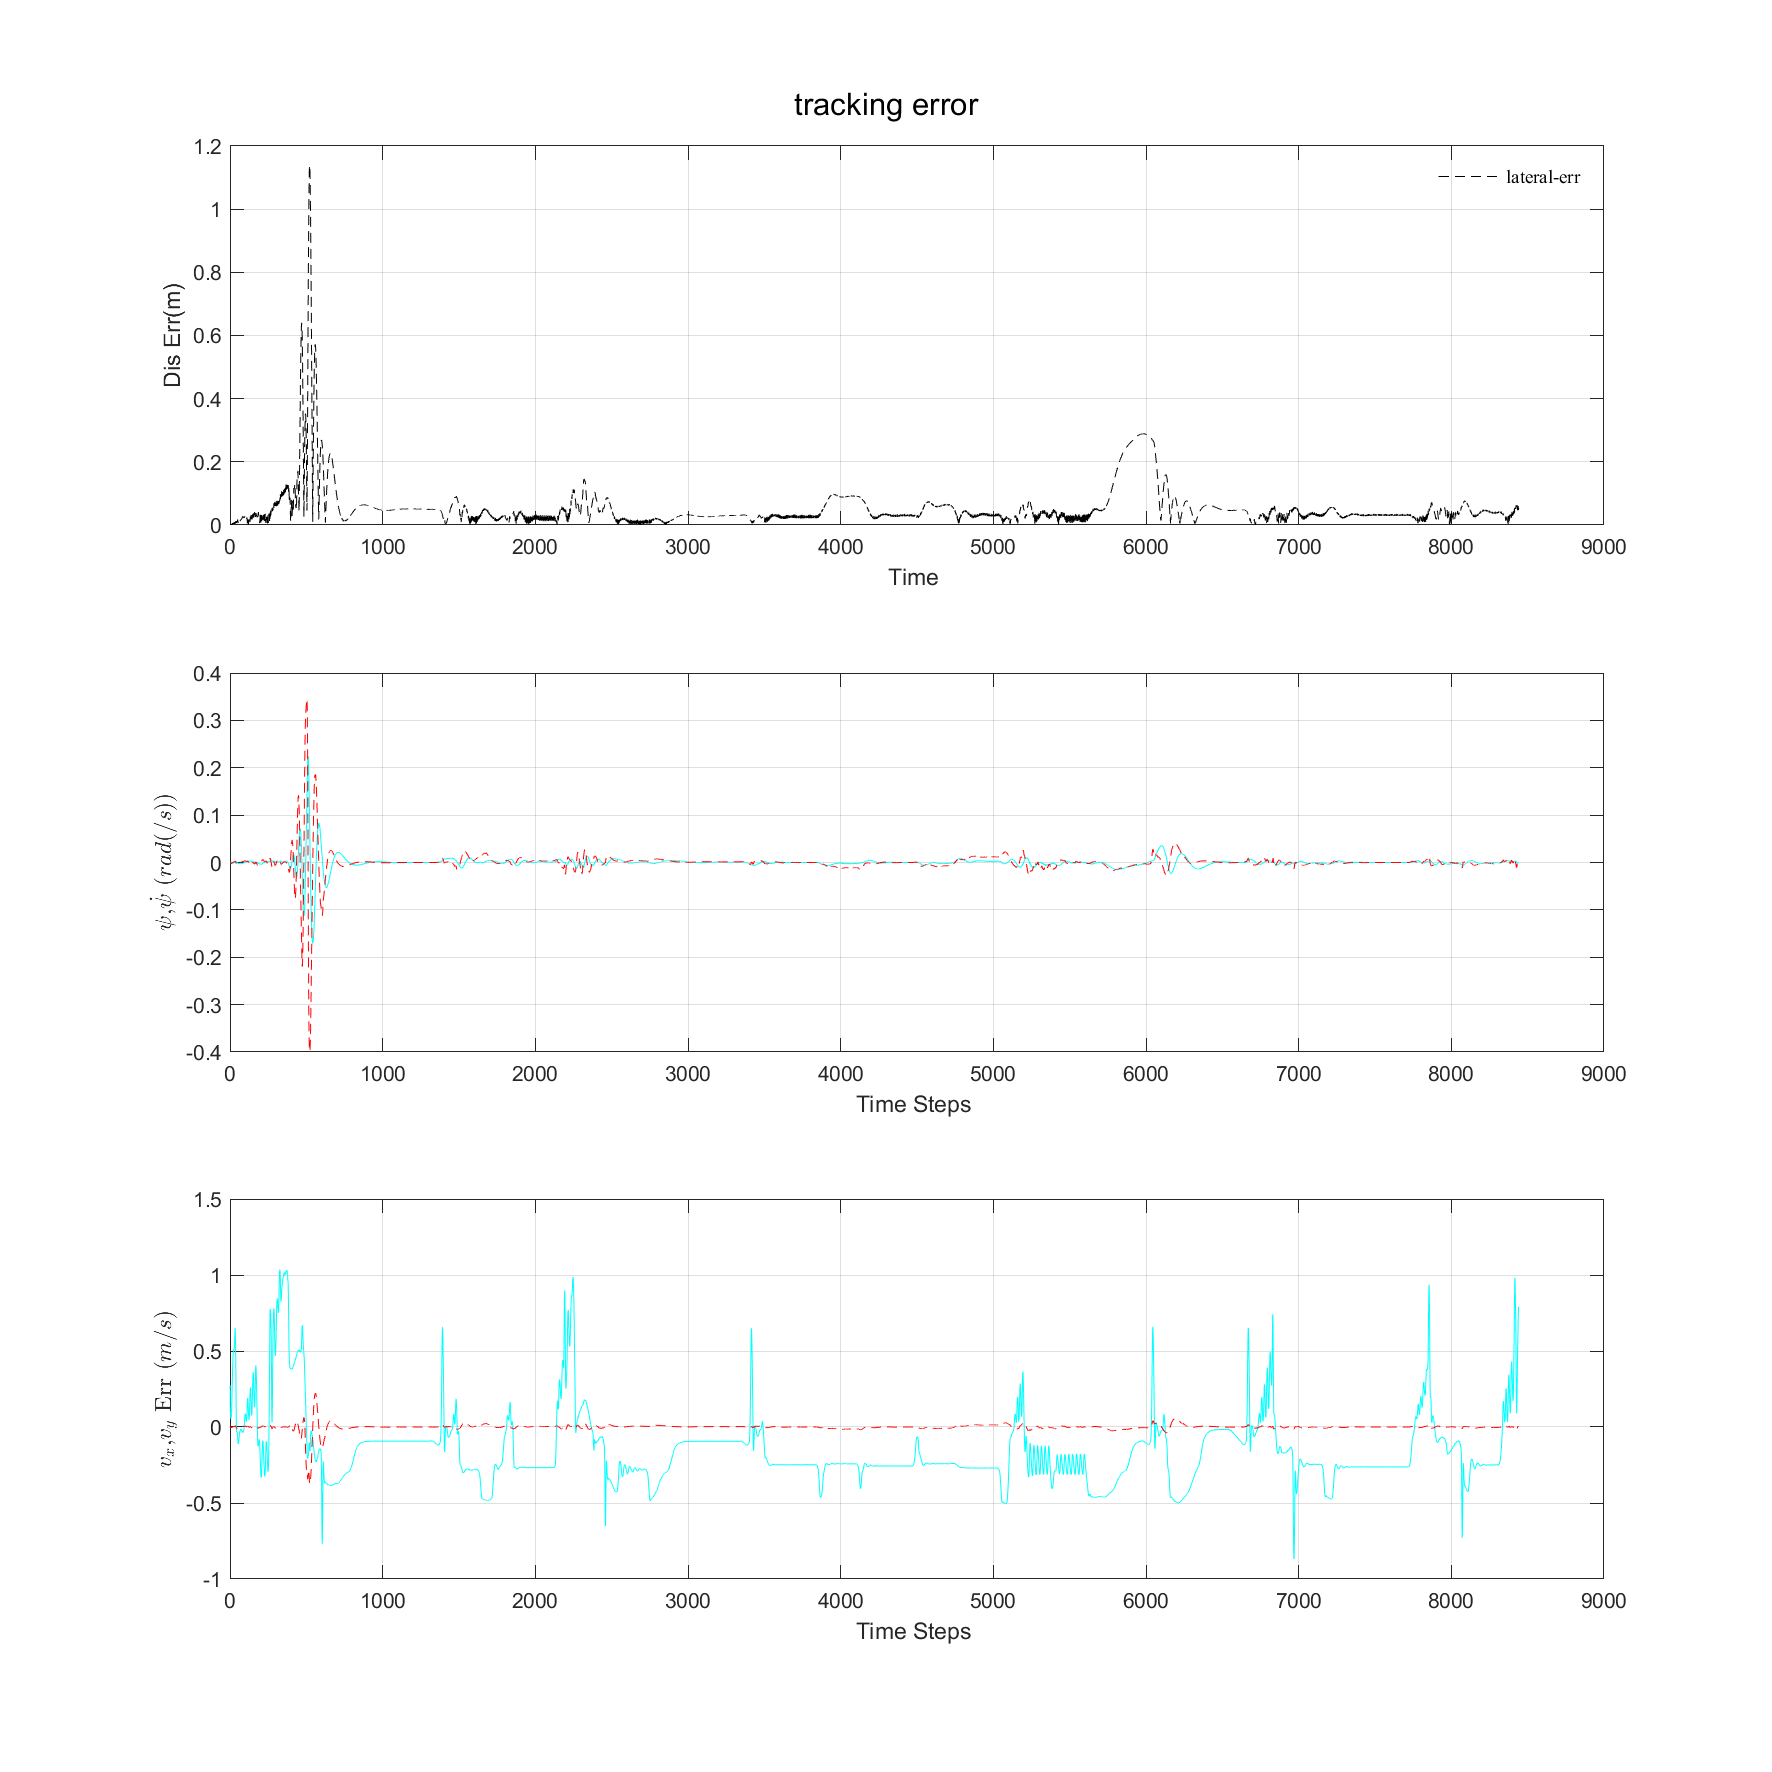 tracking error
1.2
1
0.8
0.6
0.4
0.2
0
Dis Err(m)
lateral-err
0 1000 2000 3000 4000 5000 6000 7000 8000 9000
Time
0.4
0.3
0.2
0.1
0
-0.1
-0.2
-0.3
-0.4
ψ,ψ̇ (rad(/s))
0 1000 2000 3000 4000 5000 6000 7000 8000 9000
Time Steps
1.5
1
0.5
0
-0.5
-1
v_x,v_y Err (m/s)
0 1000 2000 3000 4000 5000 6000 7000 8000 9000
Time Steps